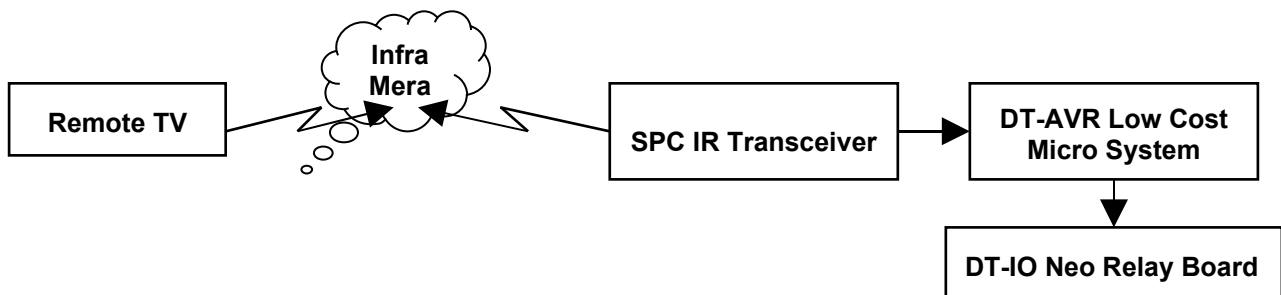 Infra
Mera
Remote TV
SPC IR Transceiver
DT-AVR Low Cost
Micro System
DT-IO Neo Relay Board